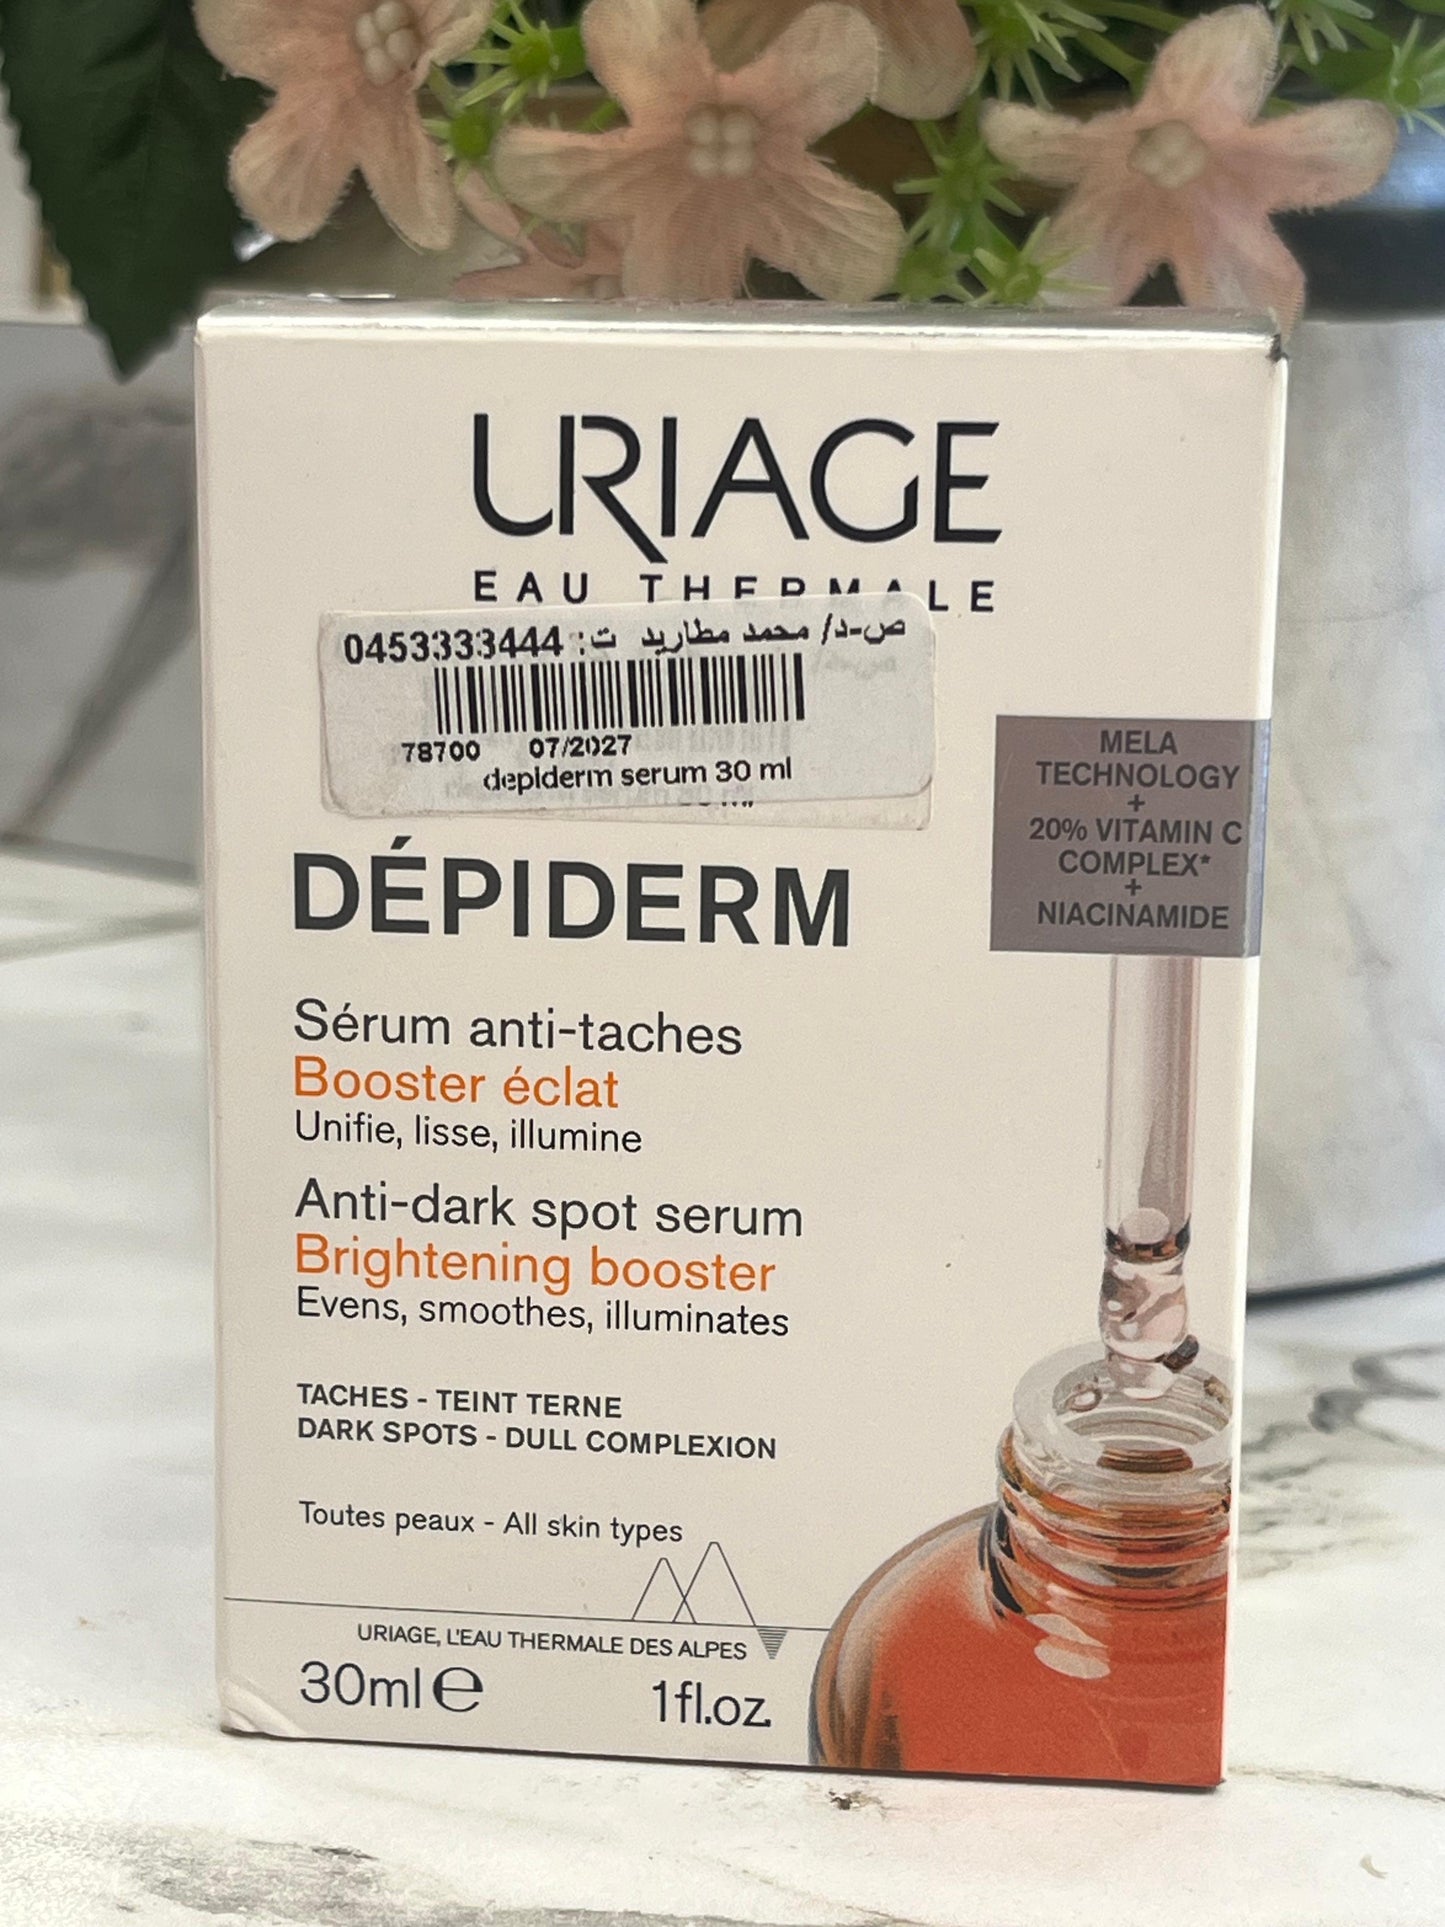 URIAGE
EAU THERMALE
ص-د/ محمد مطاريد ت: 0453333444
78700 07/2027
depiderm serum 30 ml
MELA
TECHNOLOGY
+
20% VITAMIN C
COMPLEX*
+
NIACINAMIDE
DÉPIDERM
Sérum anti-taches
Booster éclat
Unifie, lisse, illumine
Anti-dark spot serum
Brightening booster
Evens, smoothes, illuminates
TACHES - TEINT TERNE
DARK SPOTS - DULL COMPLEXION
Toutes peaux - All skin types
URIAGE, L'EAU THERMALE DES ALPES
30ml e 1fl.oz.